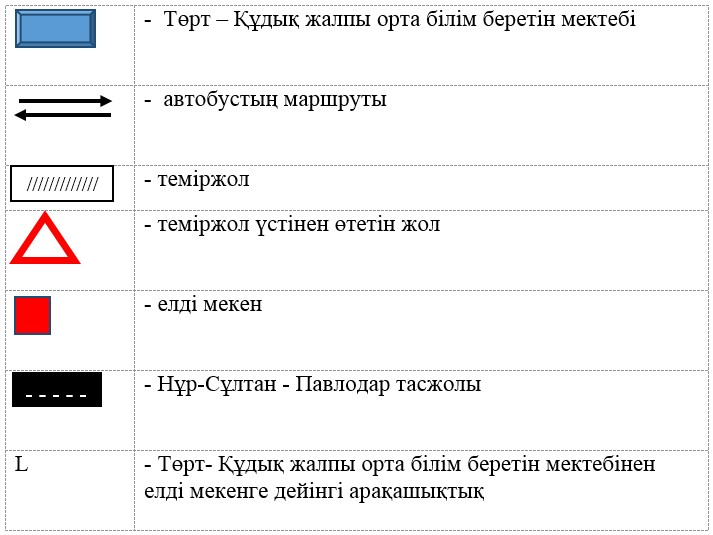 - Төрт – Құдық жалпы орта білім беретін мектебі
- автобустың маршруты
/////////////
- теміржол
- теміржол үстінен өтетін жол
- елді мекен
- Нұр-Сұлтан - Павлодар тасжолы
L
- Төрт- Құдық жалпы орта білім беретін мектебінен
елді мекенге дейінгі арақашықтық